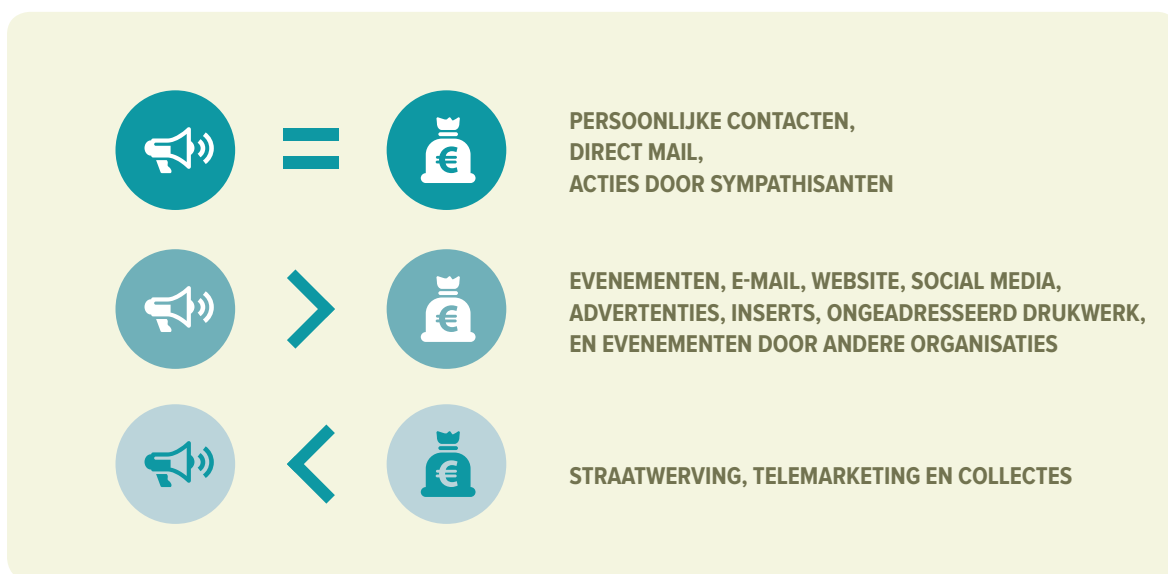 PERSOONLIJKE CONTACTEN,
DIRECT MAIL,
ACTIES DOOR SYMPATHISANTEN
EVENEMENTEN, E-MAIL, WEBSITE, SOCIAL MEDIA,
ADVERTENTIES, INSERTS, ONGEADRESSEERD DRUKWERK,
EN EVENEMENTEN DOOR ANDERE ORGANISATIES
STRAATWERVING, TELEMARKETING EN COLLECTES